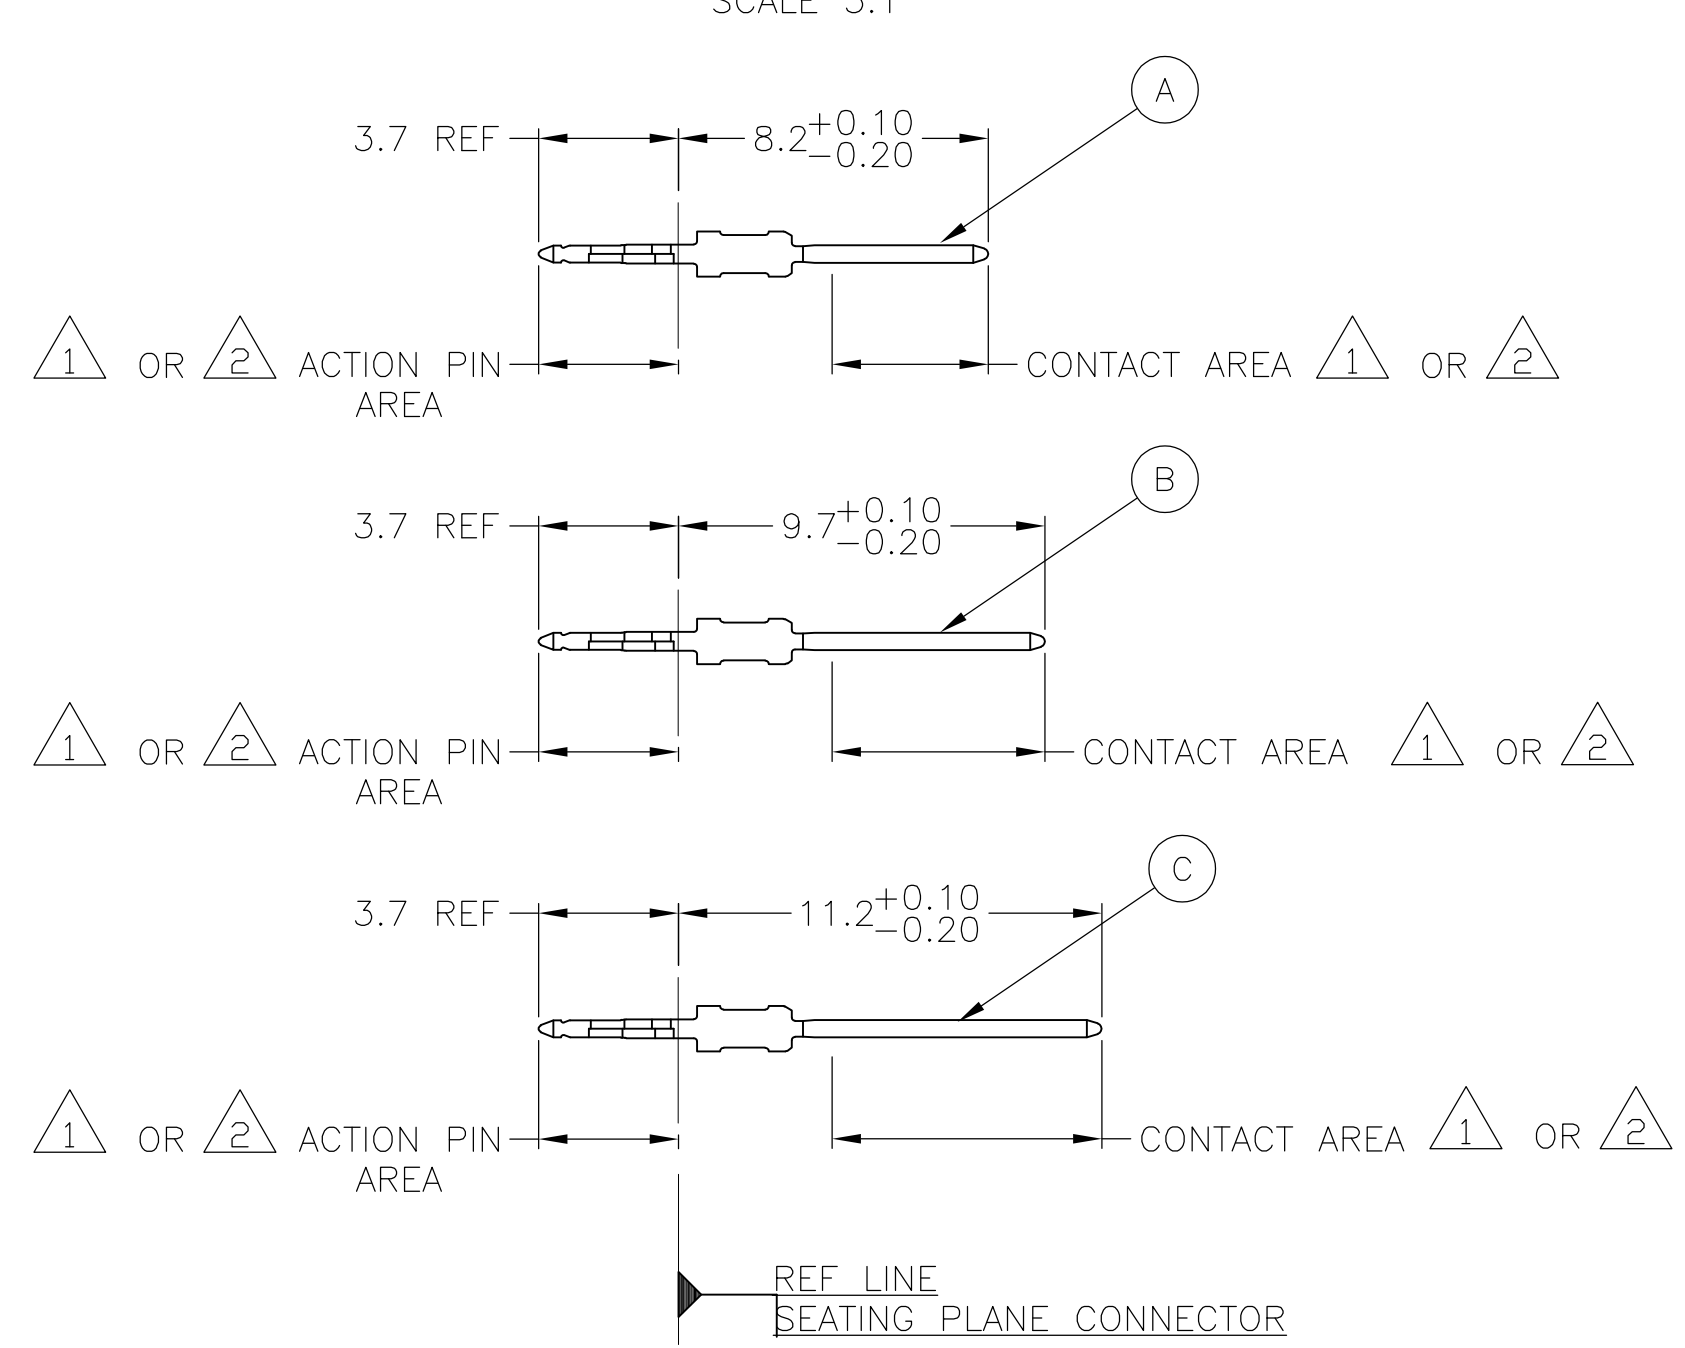 SCALE 5:1
A
3.7 REF 8.2 +0.10 -0.20
1 OR 2 ACTION PIN AREA
CONTACT AREA 1 OR 2
B
3.7 REF 9.7 +0.10 -0.20
1 OR 2 ACTION PIN AREA
CONTACT AREA 1 OR 2
C
3.7 REF 11.2 +0.10 -0.20
1 OR 2 ACTION PIN AREA
CONTACT AREA 1 OR 2
REF LINE
SEATING PLANE CONNECTOR